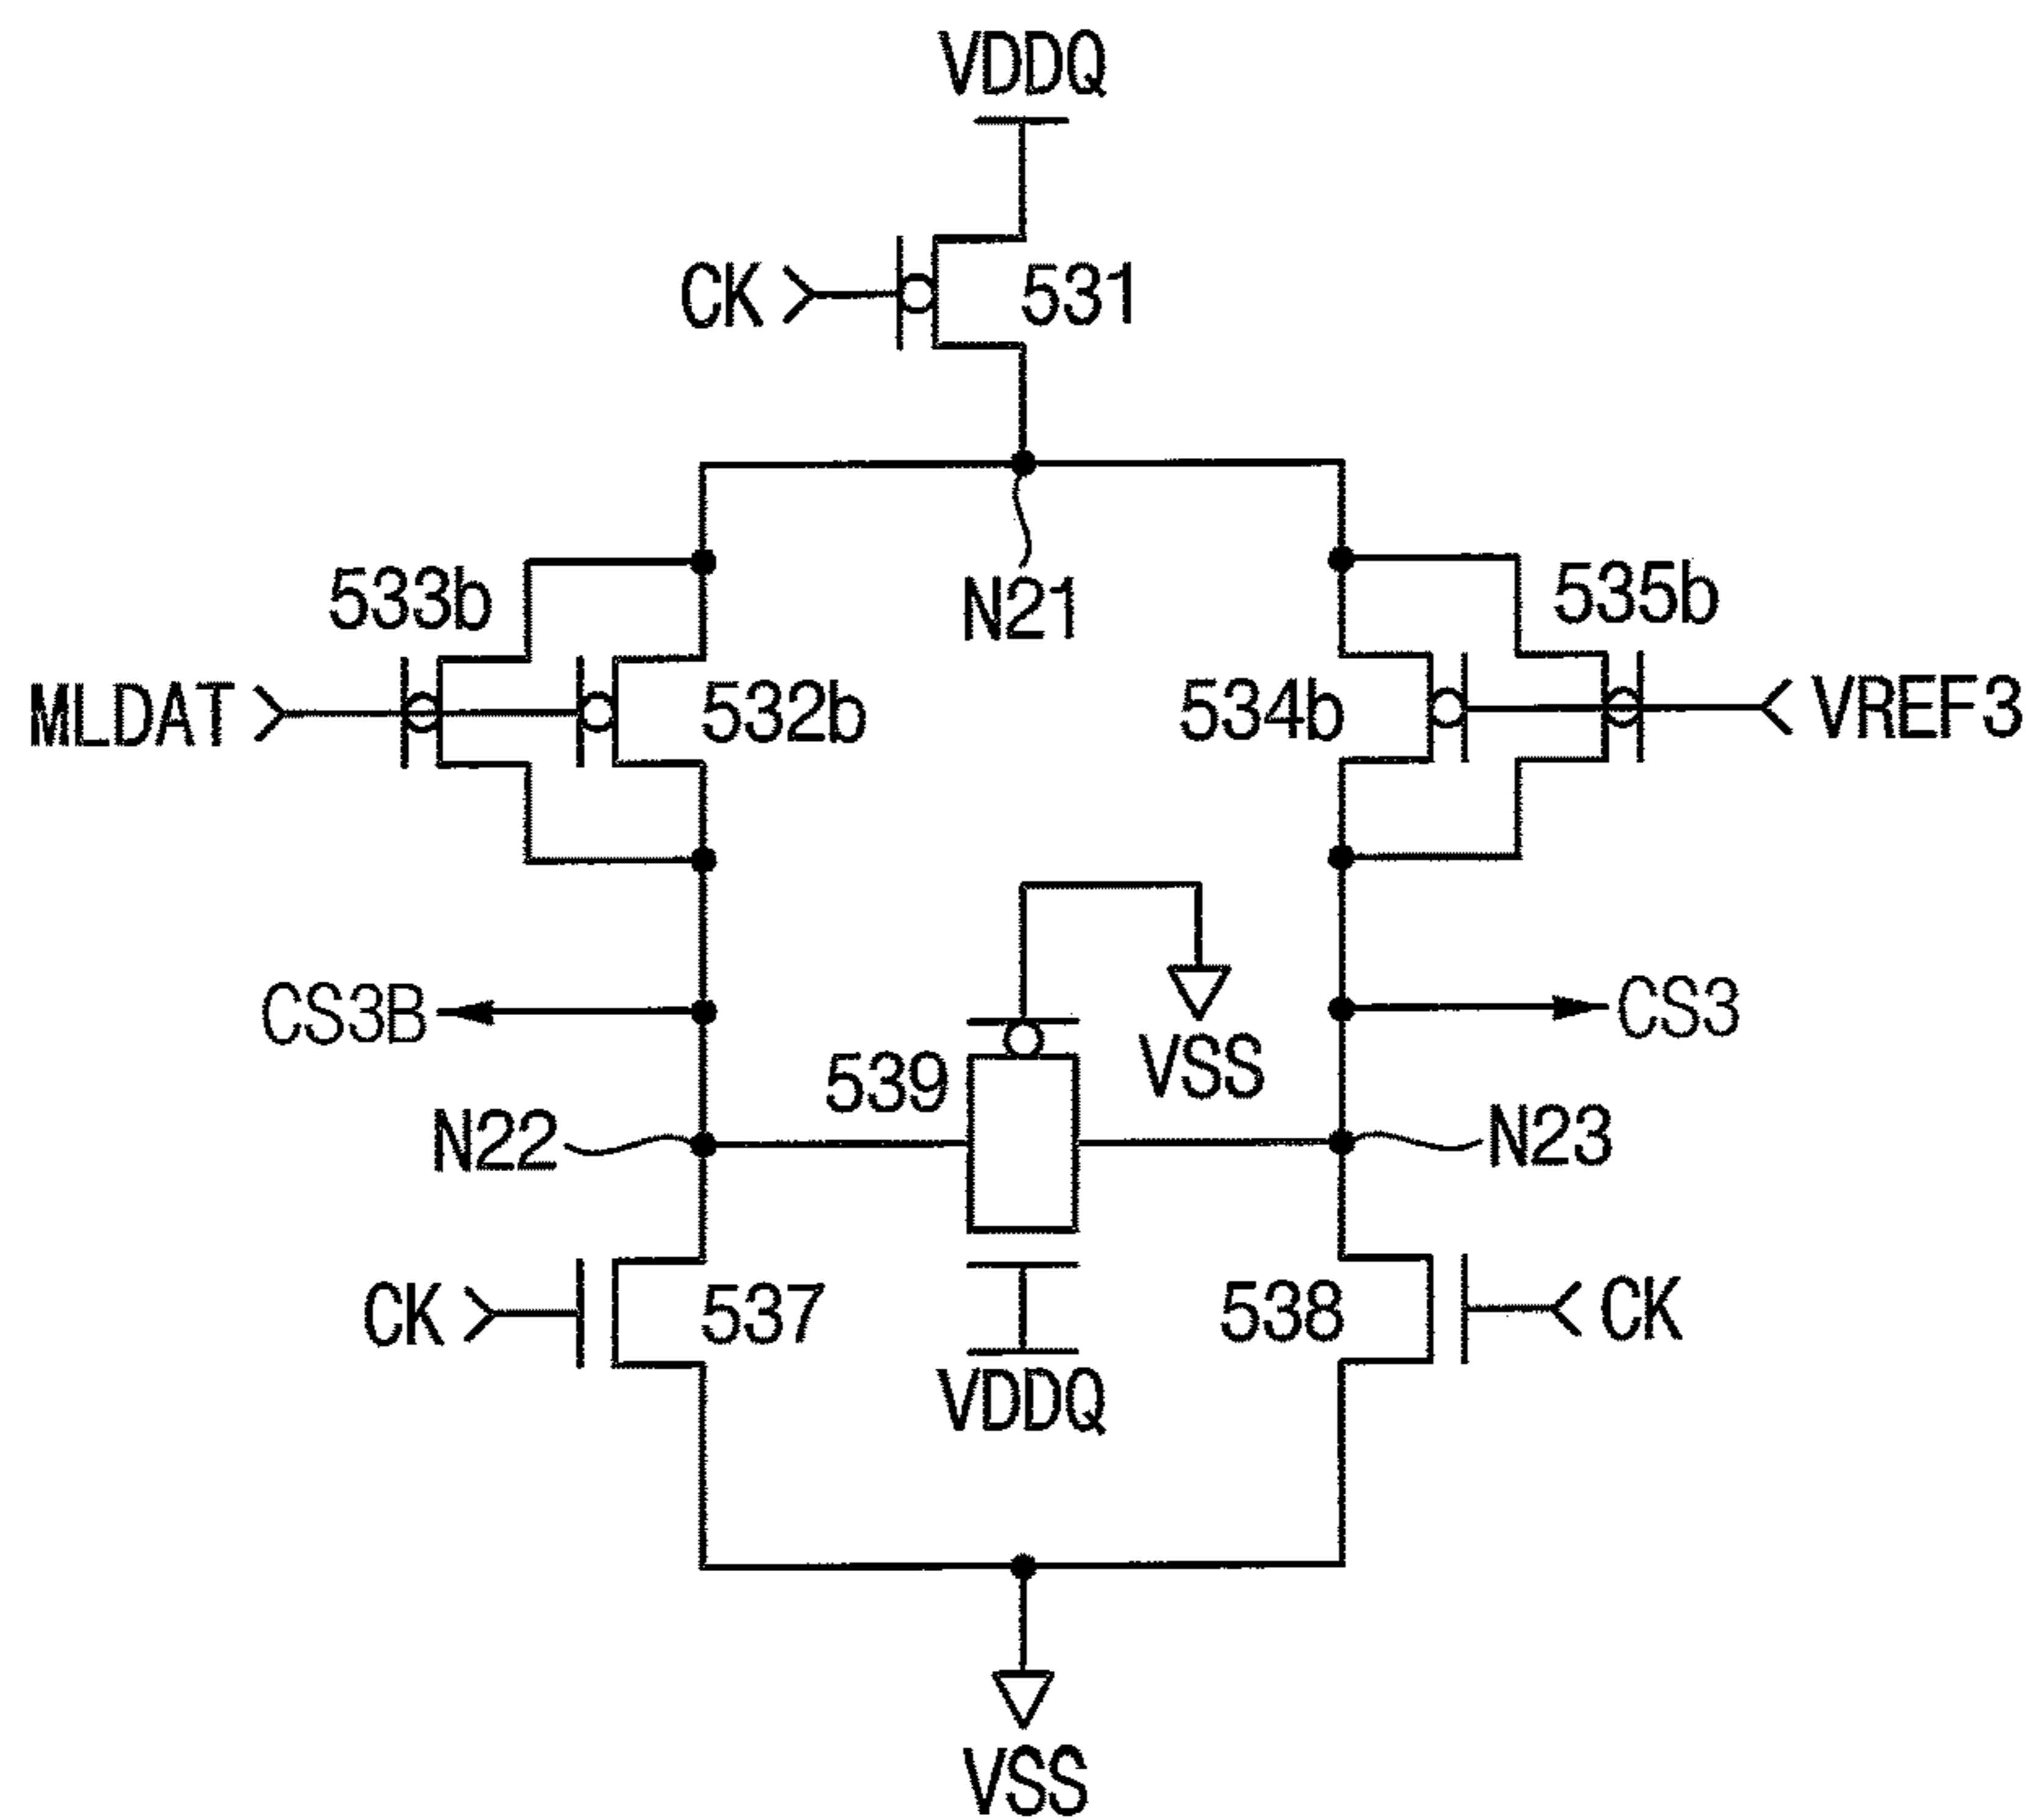 VDDQ
CK
531
533b
N21
535b
MLDAT
532b
534b
VREF3
CS3B
CS3
539
VSS
N22
N23
CK
537
538
CK
VDDQ
VSS